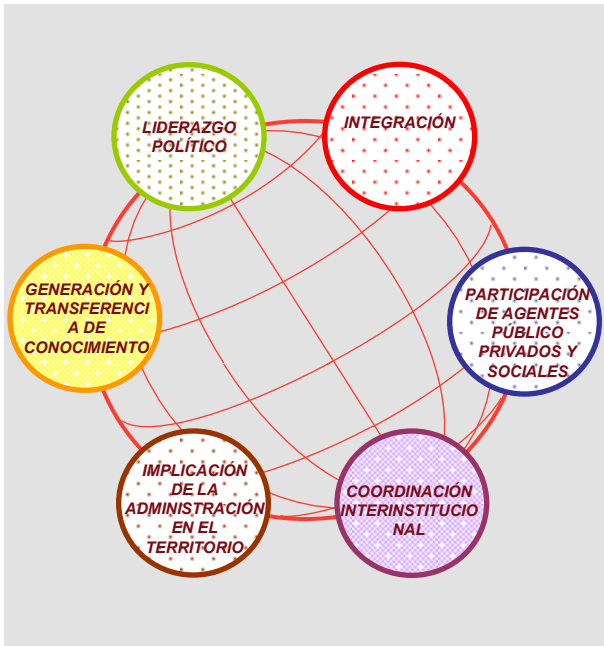 LIDERAZGO
POLÍTICO
INTEGRACIÓN
GENERACIÓN Y
TRANSFERENCI
A DE
CONOCIMIENTO
PARTICIPACIÓN
DE AGENTES
PÚBLICO
PRIVADOS Y
SOCIALES
IMPLICACIÓN
DE LA
ADMINISTRACIÓN
EN EL
TERRITORIO
COORDINACIÓN
INTERINSTITUCIO
NAL